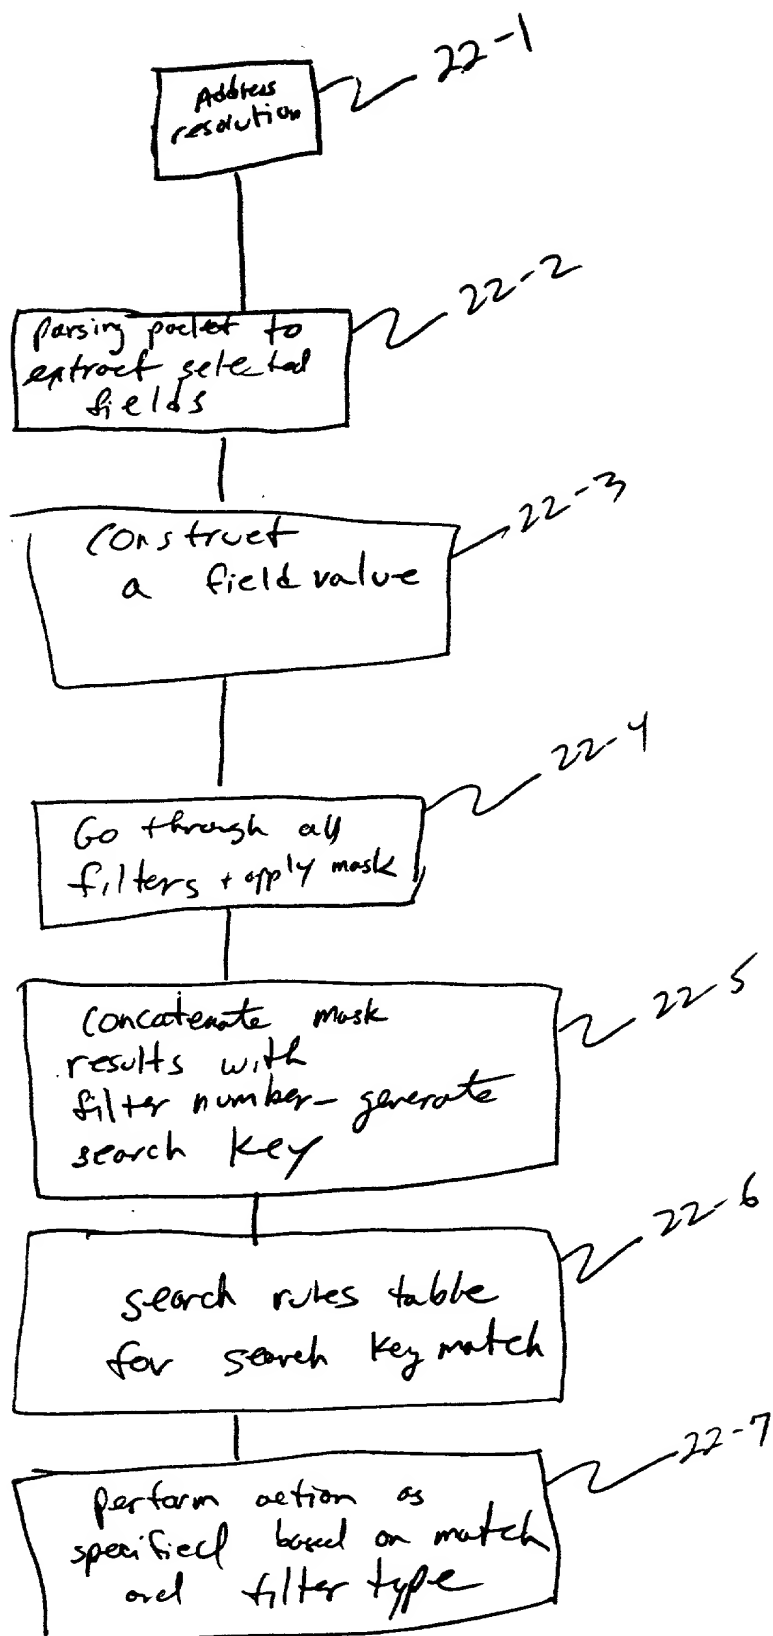 22-1
Address
resolution
22-2
Parsing packet to
extract selected
fields
22-3
Construct
a field value
22-4
Go through all
filters + apply mask
22-5
Concatenate mask
results with
filter number - generate
search key
22-6
search rules table
for search key match
22-7
perform action as
specified based on match
and filter type